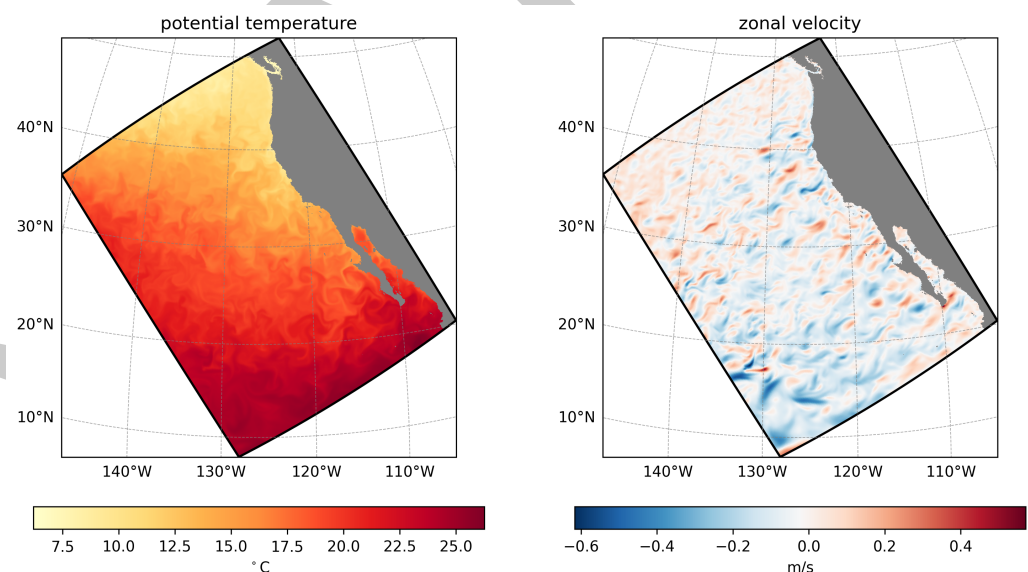 potential temperature
zonal velocity
40°N
30°N
20°N
10°N
140°W
130°W
120°W
110°W
40°N
30°N
20°N
10°N
140°W
130°W
120°W
110°W
7.5
10.0
12.5
15.0
17.5
20.0
22.5
25.0
°C
−0.6
−0.4
−0.2
0.0
0.2
0.4
m/s